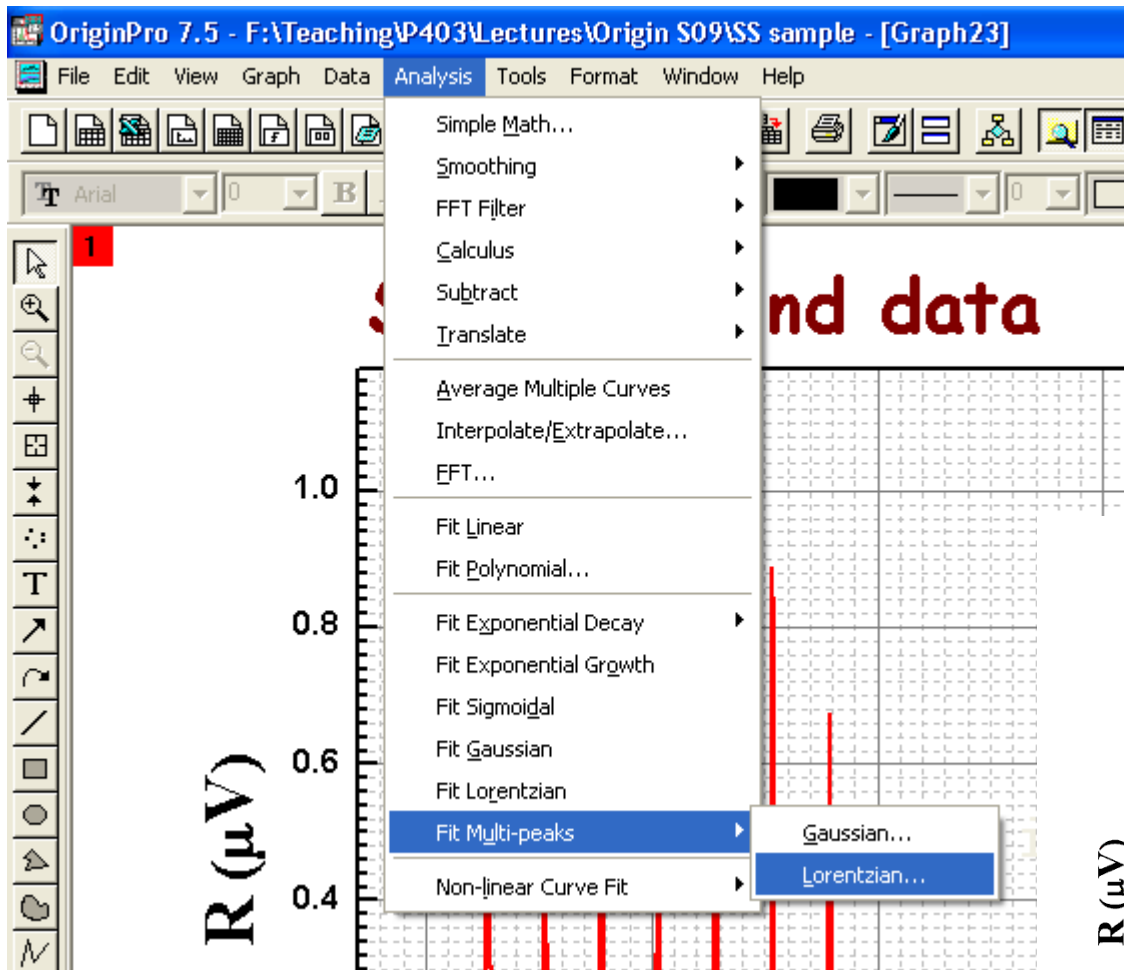 OriginPro 7.5 - F:\Teaching\P403\Lectures\Origin S09\SS sample - [Graph23]
File Edit View Graph Data Analysis Tools Format Window Help
Arial 0 B 0
1
nd data
Simple Math...
Smoothing
FFT Filter
Calculus
Subtract
Translate
Average Multiple Curves
Interpolate/Extrapolate...
FFT...
Fit Linear
Fit Polynomial...
Fit Exponential Decay
Fit Exponential Growth
Fit Sigmoidal
Fit Gaussian
Fit Lorentzian
Fit Multi-peaks
Non-linear Curve Fit
Gaussian...
Lorentzian...
T
1.0
0.8
0.6
0.4
R (μV)
R (μV)